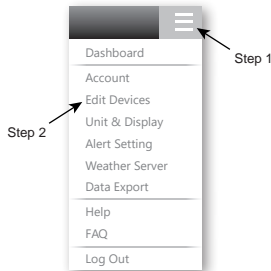 Step 1
Dashboard
Account
Edit Devices
Step 2
Unit & Display
Alert Setting
Weather Server
Data Export
Help
FAQ
Log Out